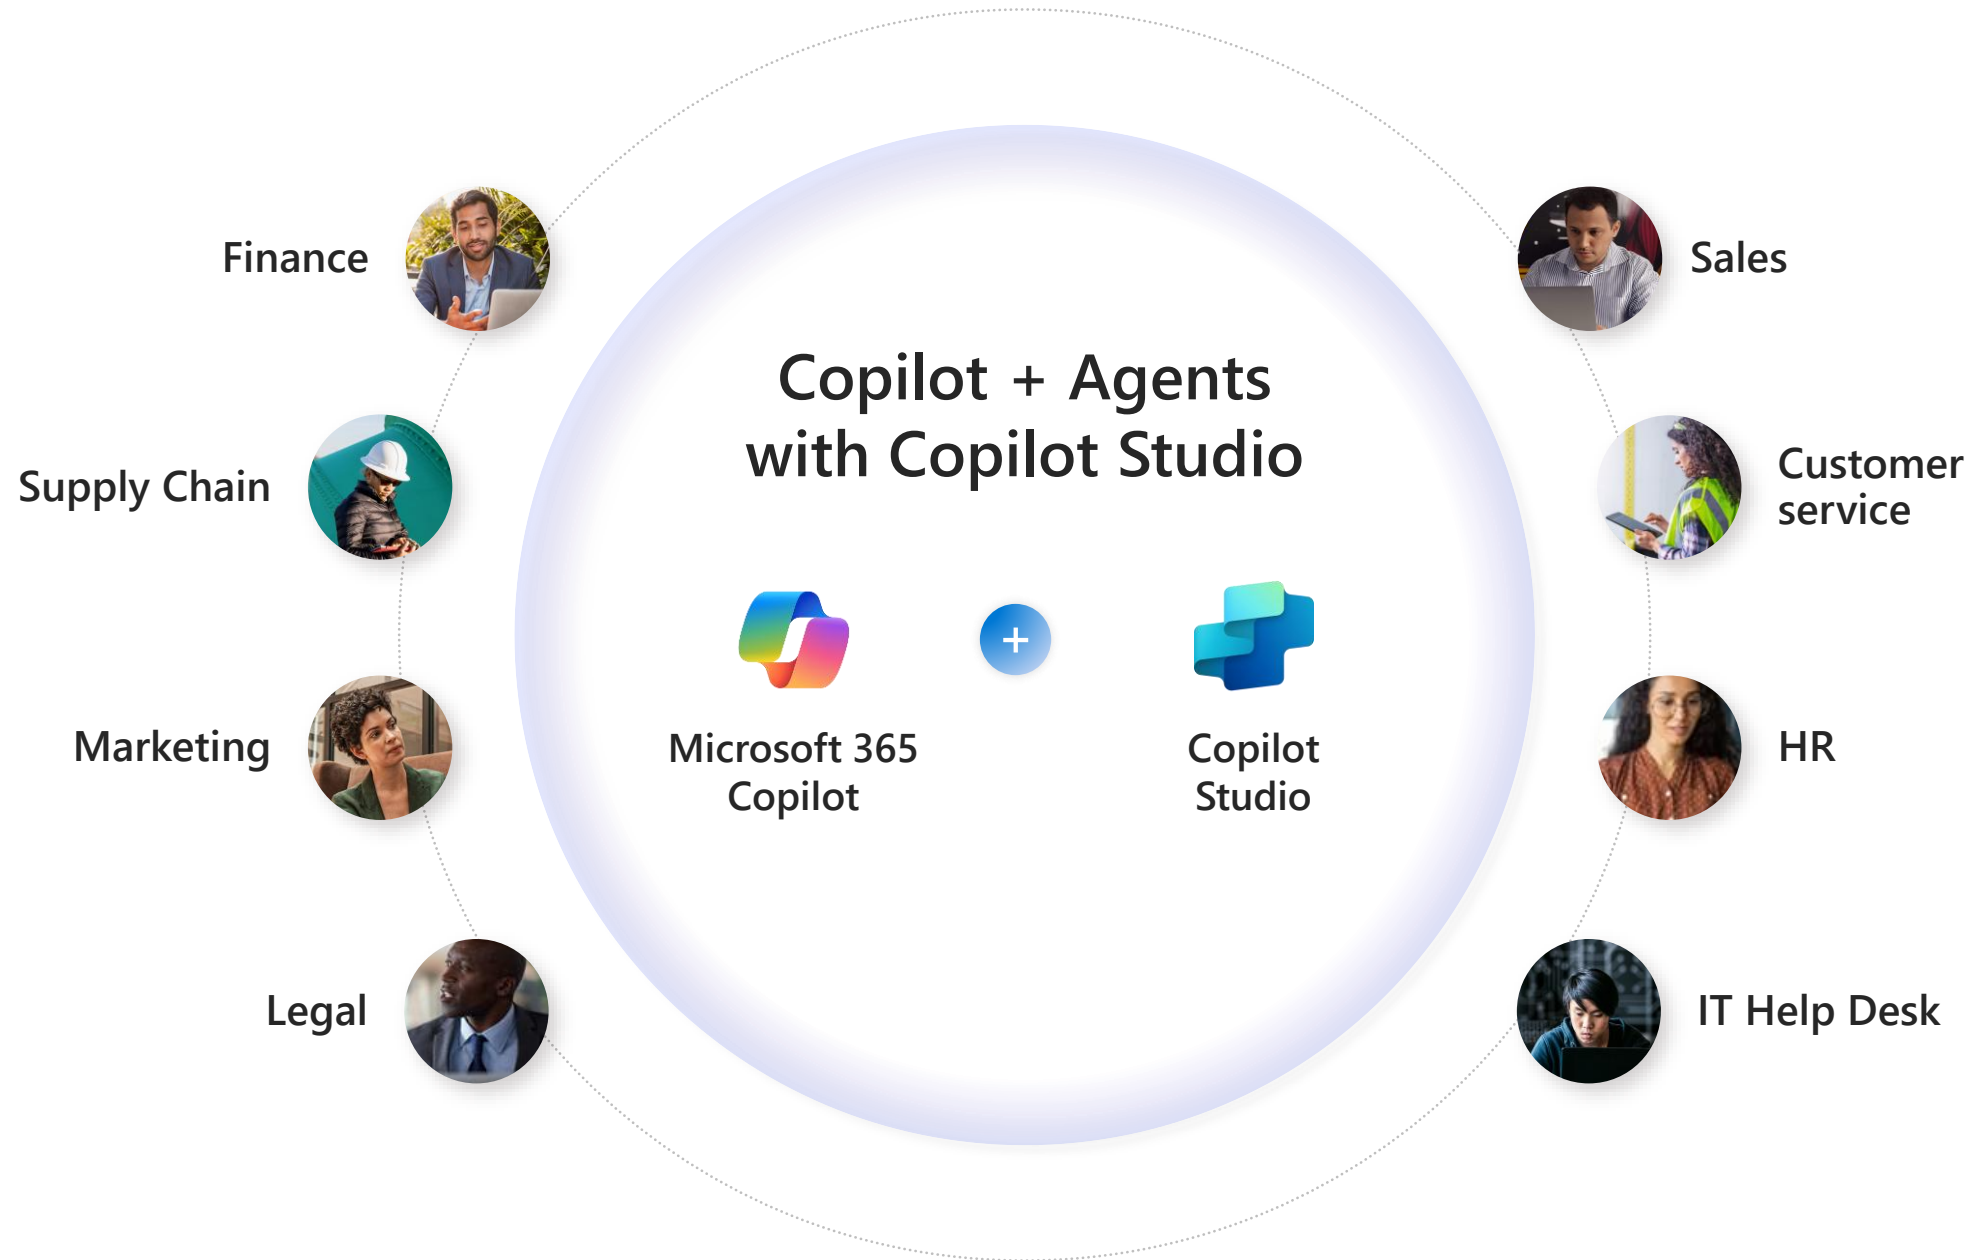 Copilot + Agents
with Copilot Studio
Microsoft 365
Copilot
+
Copilot
Studio
Finance
Supply Chain
Marketing
Legal
Sales
Customer
service
HR
IT Help Desk